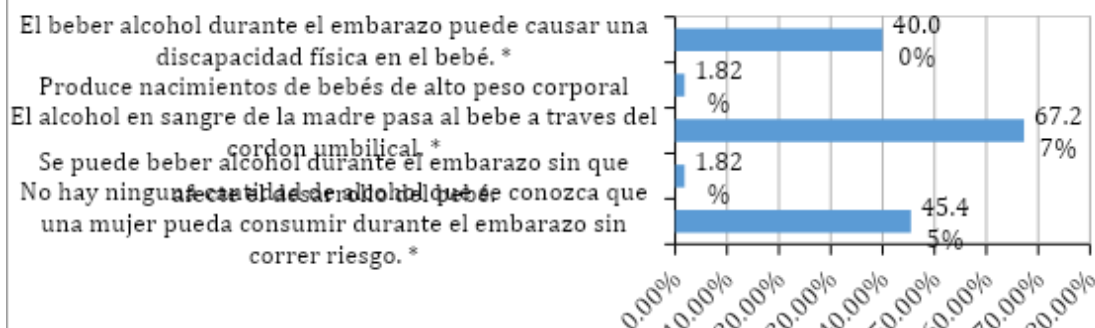 El beber alcohol durante el embarazo puede causar una
discapacidad física en el bebé. *
Produce nacimientos de bebés de alto peso corporal
El alcohol en sangre de la madre pasa al bebe a traves del
cordon umbilical. *
Se puede beber alcohol durante el embarazo sin que
afecte el desarrollo del bebé.
No hay ninguna cantidad de alcohol que se conozca que
una mujer pueda consumir durante el embarazo sin
correr riesgo. *
40.0
0%
1.82
%
67.2
7%
1.82
%
45.4
5%
0.00%
10.00%
20.00%
30.00%
40.00%
50.00%
60.00%
70.00%
80.00%